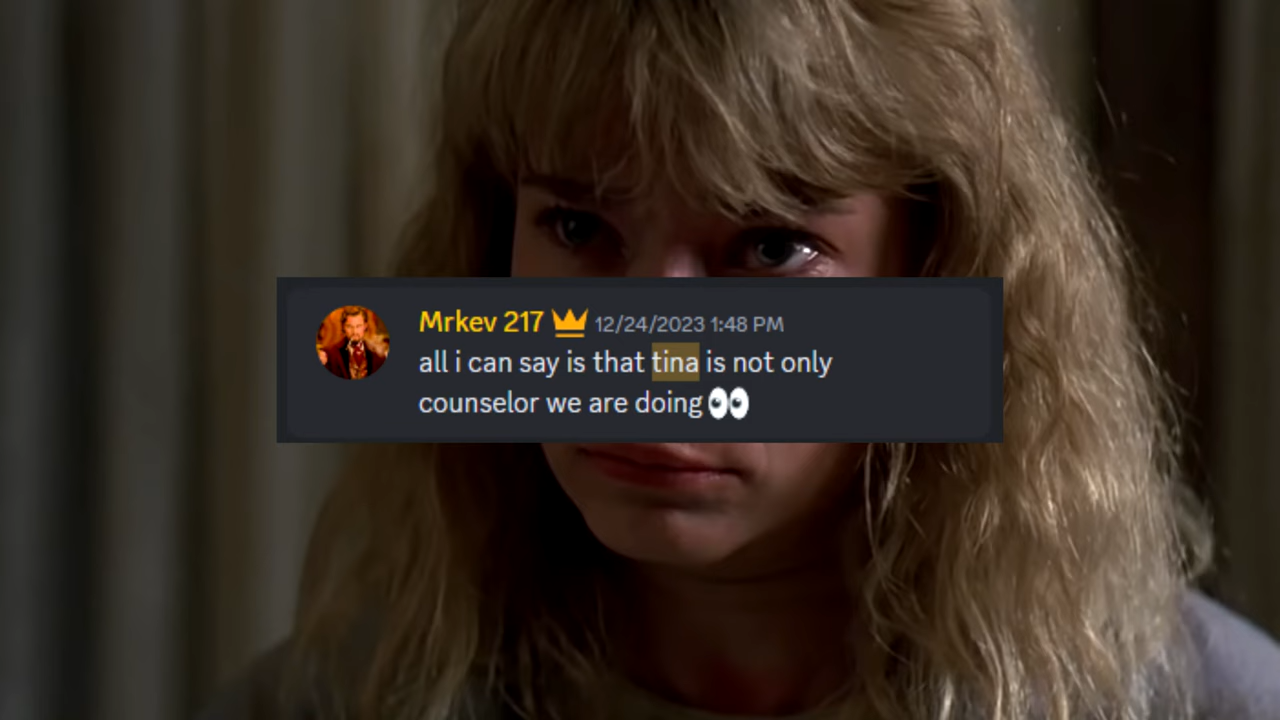 Mrkev 217 12/24/2023 1:48 PM
all i can say is that tina is not only
counselor we are doing 👀